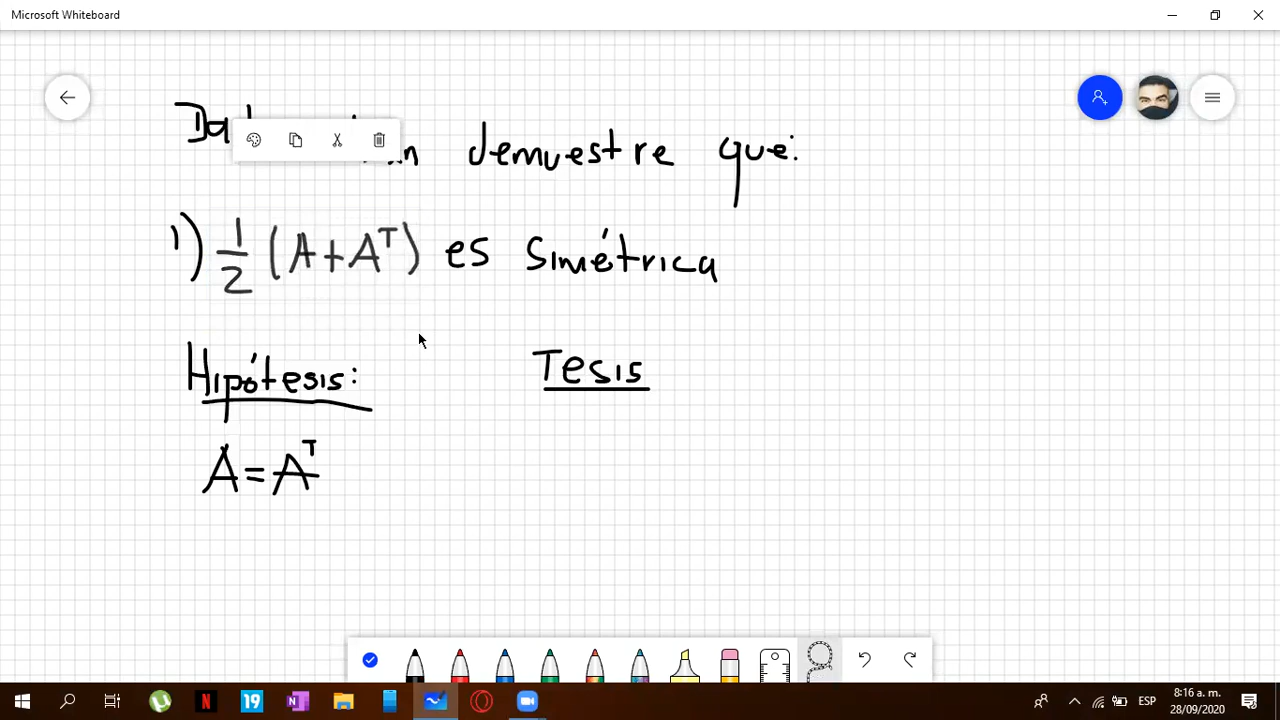 Microsoft Whiteboard
demuestre que:
1) 1/2 (A+Aᵀ) es simétrica
Hipótesis: Tesis
A=Aᵀ
19
ESP
8:16 a. m.
28/09/2020